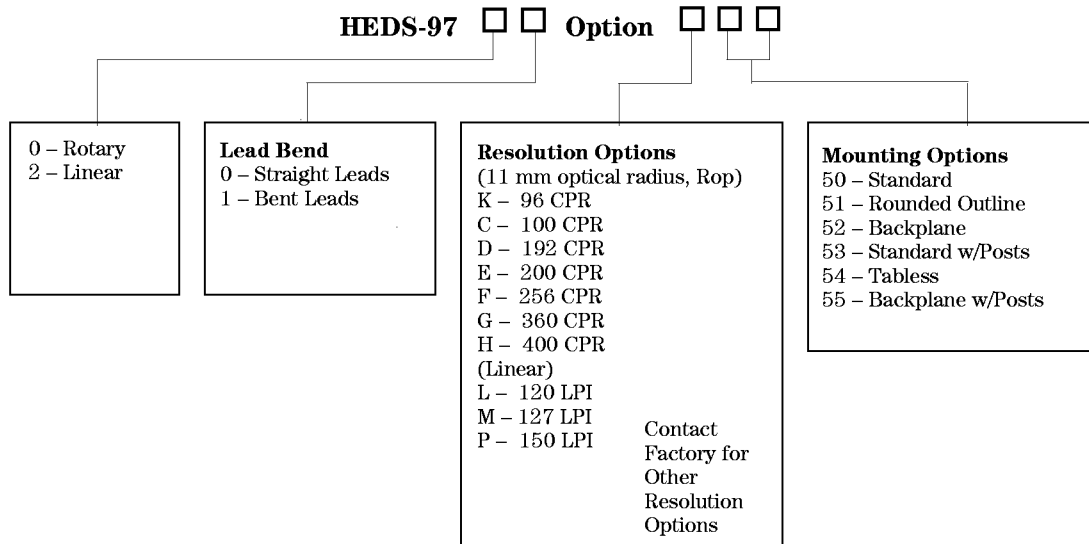 HEDS-97 Option
0 – Rotary
2 – Linear
Lead Bend
0 – Straight Leads
1 – Bent Leads
Resolution Options
(11 mm optical radius, Rop)
K – 96 CPR
C – 100 CPR
D – 192 CPR
E – 200 CPR
F – 256 CPR
G – 360 CPR
H – 400 CPR
(Linear)
L – 120 LPI
M – 127 LPI
P – 150 LPI
Contact
Factory for
Other
Resolution
Options
Mounting Options
50 – Standard
51 – Rounded Outline
52 – Backplane
53 – Standard w/Posts
54 – Tabless
55 – Backplane w/Posts